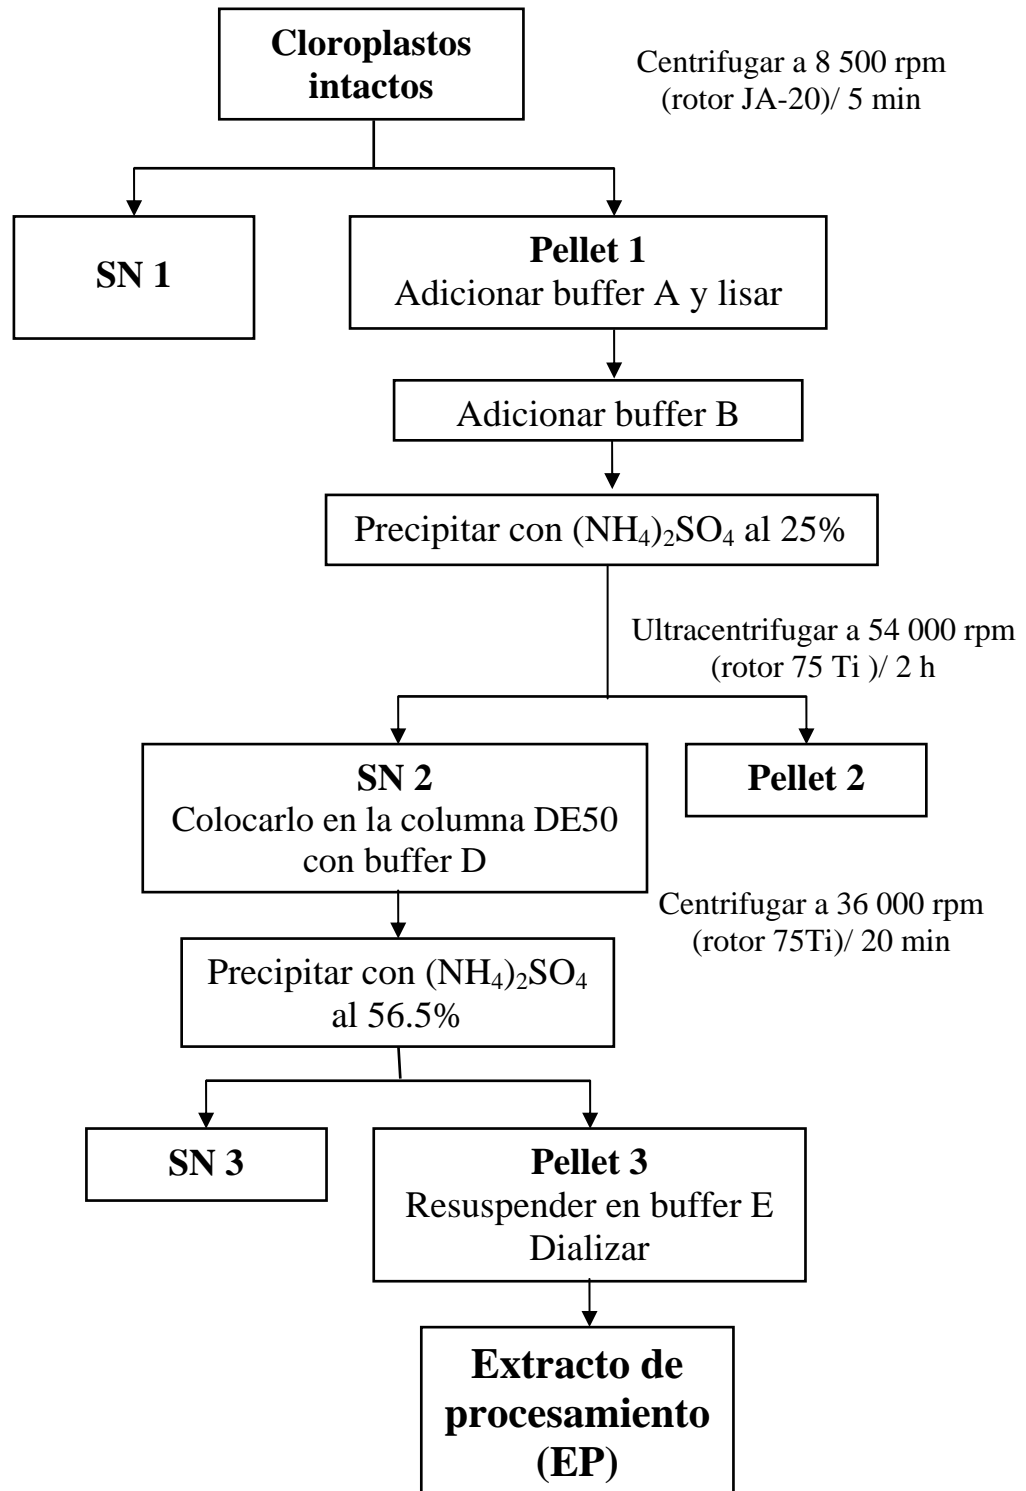 Cloroplastos
intactos
Centrifugar a 8 500 rpm
(rotor JA-20)/ 5 min
SN 1
Pellet 1
Adicionar buffer A y lisar
Adicionar buffer B
Precipitar con (NH₄)₂SO₄ al 25%
Ultracentrifugar a 54 000 rpm
(rotor 75 Ti )/ 2 h
SN 2
Colocarlo en la columna DE50
con buffer D
Pellet 2
Centrifugar a 36 000 rpm
(rotor 75Ti)/ 20 min
Precipitar con (NH₄)₂SO₄
al 56.5%
SN 3
Pellet 3
Resuspender en buffer E
Dializar
Extracto de
procesamiento
(EP)